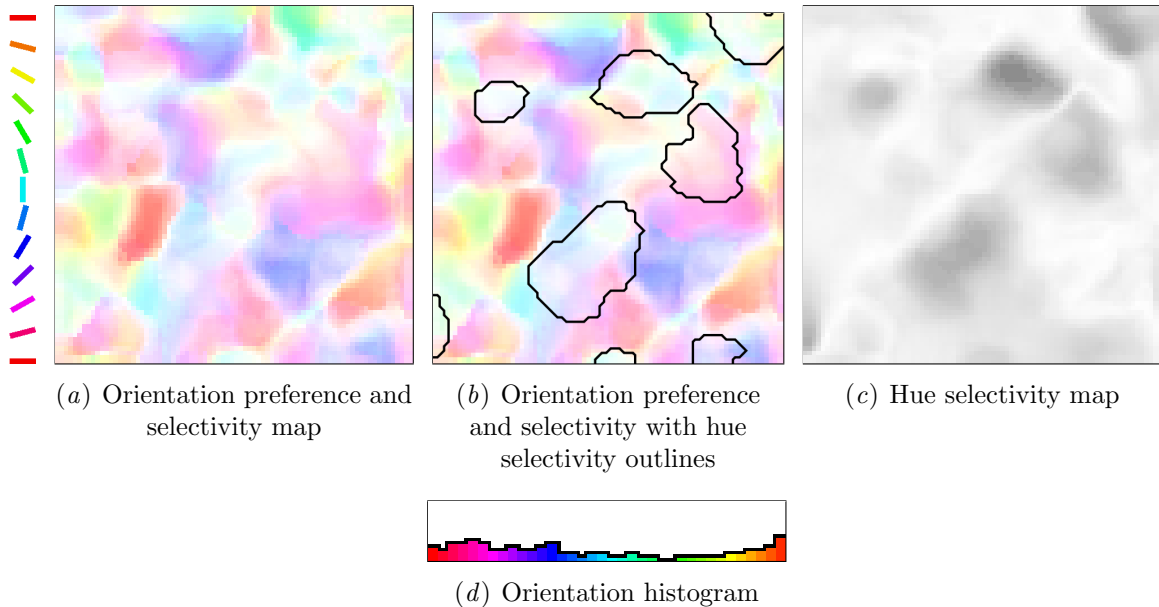 (a) Orientation preference and
selectivity map
(b) Orientation preference
and selectivity with hue
selectivity outlines
(c) Hue selectivity map
(d) Orientation histogram